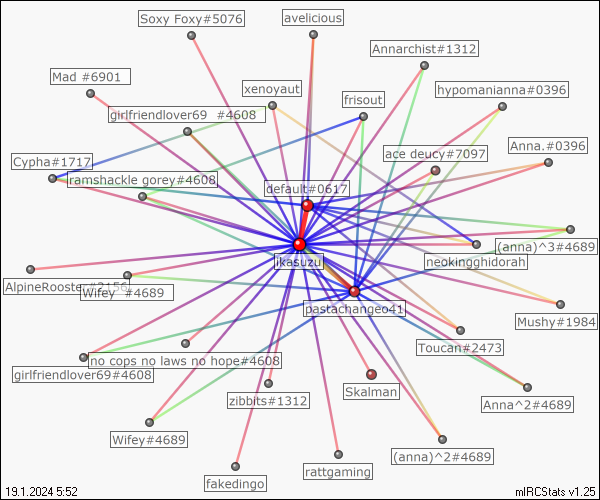 Soxy Foxy#5076
avelicious
Annarchist#1312
Mad #6901
xenoyaut
hypomanianna#0396
frisout
girlfriendlover69 #4608
ace deucy#7097
Anna.#0396
Cypha#1717
ramshackle gorey#4608
default#0617
(anna)^3#4689
jkasuzu
neokingghidorah
AlpineRooster
Wifey #4689
pastachangeo41
Mushy#1984
Toucan#2473
no cops no laws no hope#4608
girlfriendlover69#4608
Skalman
zibbits#1312
Anna^2#4689
Wifey#4689
(anna)^2#4689
rattgaming
fakedingo
19.1.2024 5:52
mIRCStats v1.25